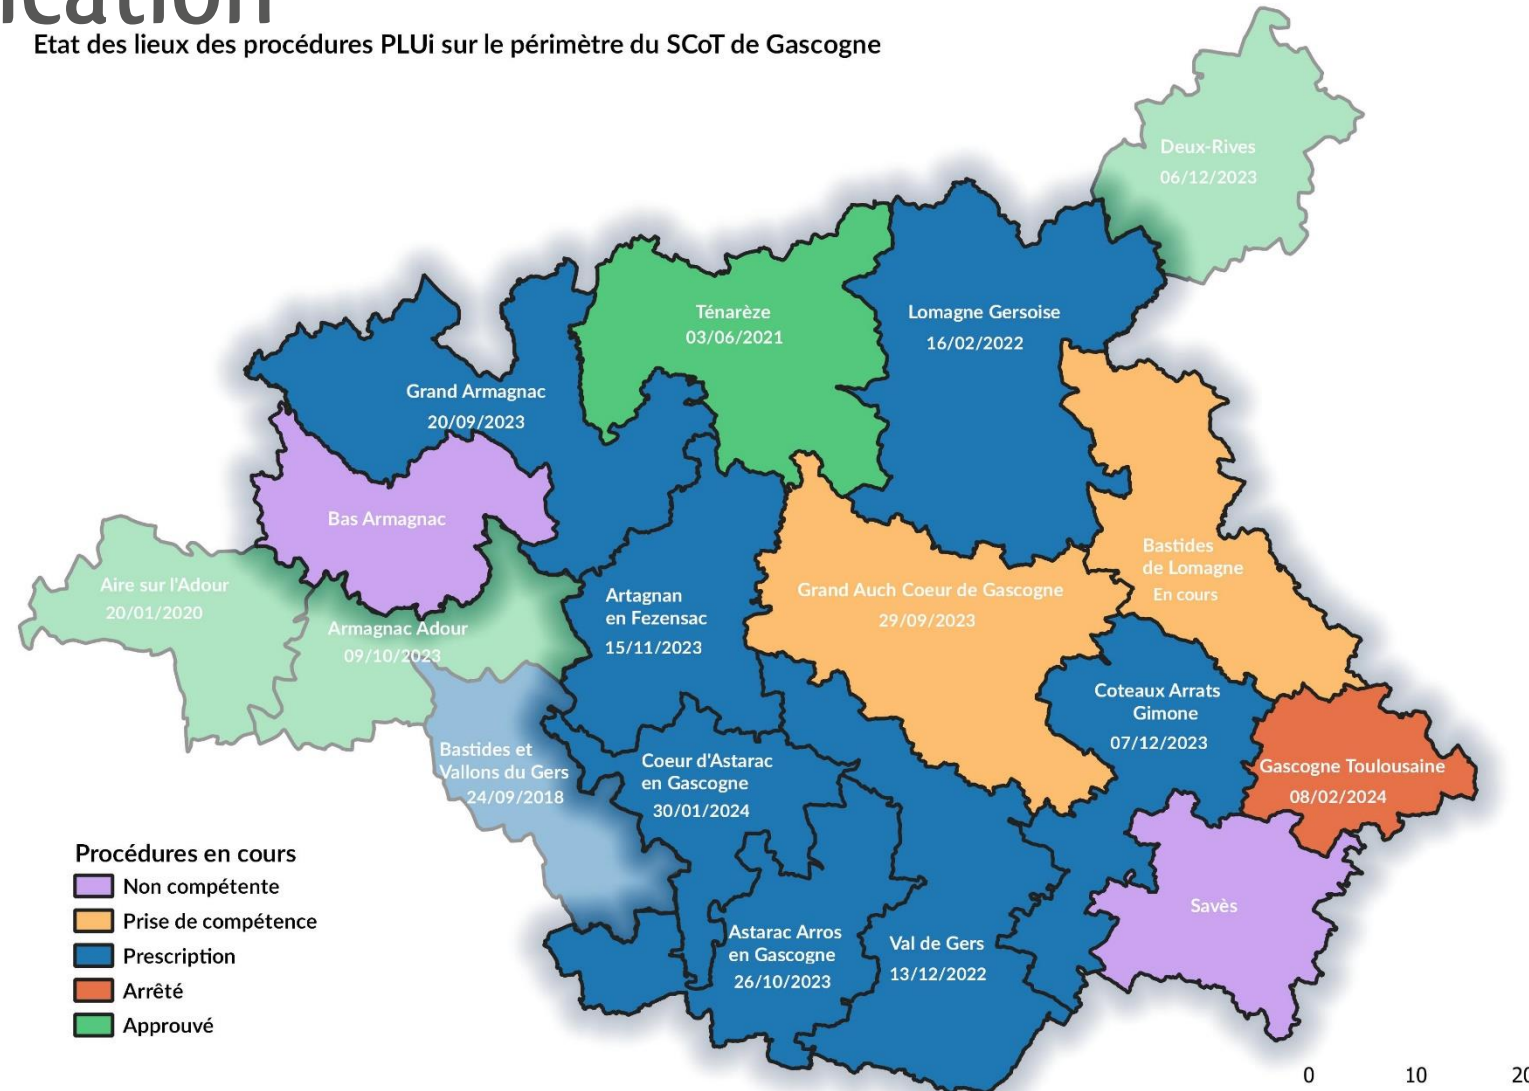 ication
Etat des lieux des procédures PLUi sur le périmètre du SCoT de Gascogne
Deux-Rives
06/12/2023
Ténarèze
03/06/2021
Lomagne Gersoise
16/02/2022
Grand Armagnac
20/09/2023
Bas Armagnac
Bastides
de Lomagne
En cours
Aire sur l'Adour
20/01/2020
Artagnan
en Fezensac
15/11/2023
Grand Auch Coeur de Gascogne
29/09/2023
Armagnac Adour
09/10/2023
Coteaux Arrats
Gimone
07/12/2023
Bastides et
Vallons du Gers
24/09/2018
Coeur d'Astarac
en Gascogne
30/01/2024
Gascogne Toulousaine
08/02/2024
Procédures en cours
Non compétente
Prise de compétence
Prescription
Arrêté
Approuvé
Savès
Astarac Arros
en Gascogne
26/10/2023
Val de Gers
13/12/2022
0 10 20